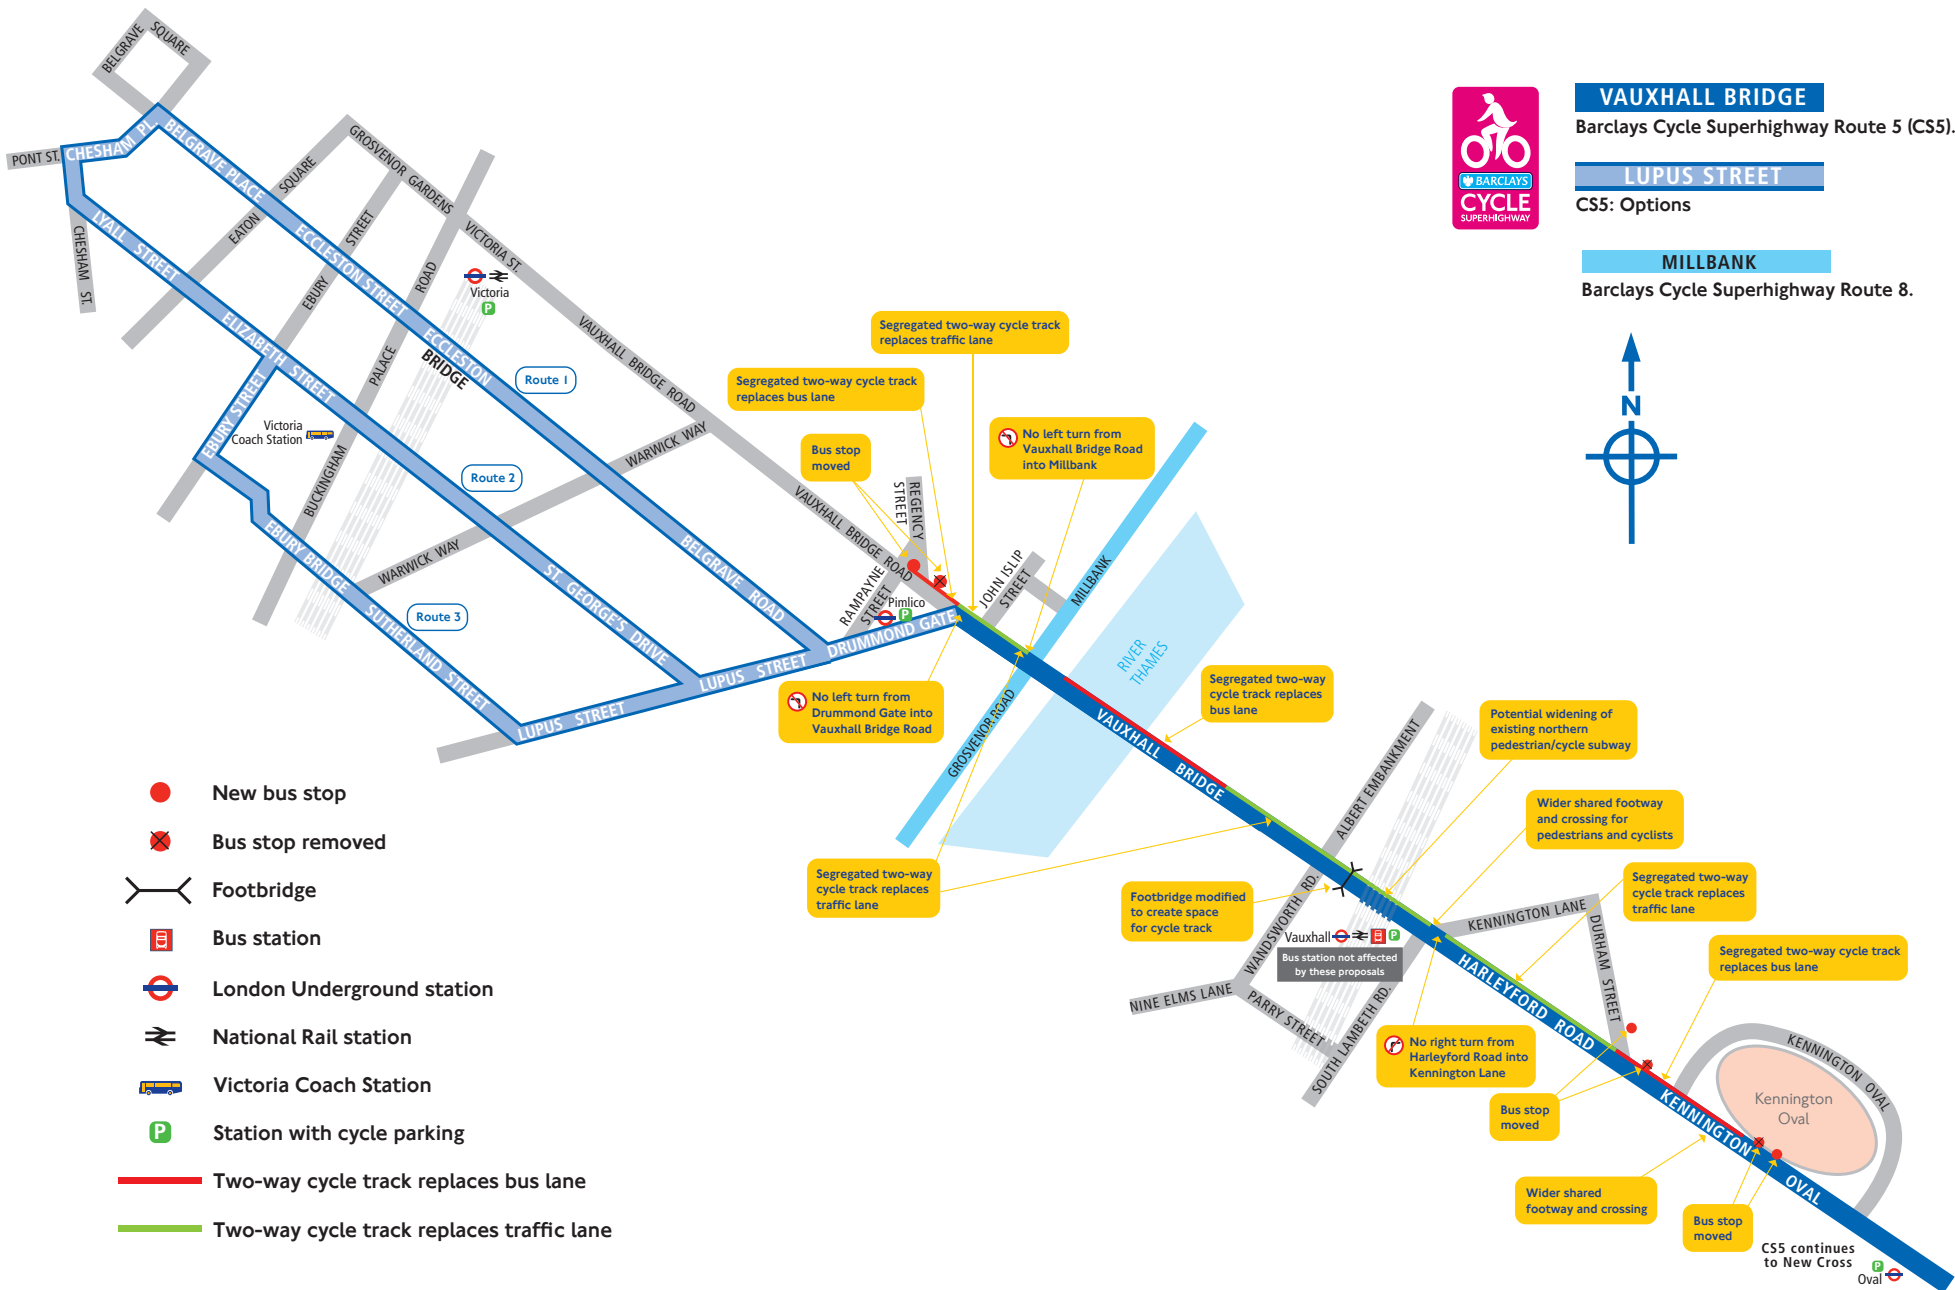 BELGRAVE
SQUARE
PONT ST.
CHESHAM PL.
BELGRAVE PLACE
CHESHAM ST.
LYALL STREET
EATON
SQUARE
GROSVENOR GARDENS
EBURY
STREET
ECCLESTON STREET
VICTORIA ST.
BUCKINGHAM
PALACE
ROAD
Victoria
P
ECCLESTON
BRIDGE
ELIZABETH STREET
EBURY STREET
Victoria
Coach Station
Route 1
Route 2
Route 3
VAUXHALL BRIDGE ROAD
WARWICK WAY
WARWICK WAY
EBURY BRIDGE
SUTHERLAND STREET
ST. GEORGE'S DRIVE
BELGRAVE ROAD
LUPUS STREET
LUPUS STREET
DRUMMOND GATE
VAUXHALL BRIDGE ROAD
REGENCY
STREET
RAMPAYNE
STREET
Pimlico
P
JOHN ISLIP
STREET
MILLBANK
GROSVENOR ROAD
RIVER
THAMES
Segregated two-way cycle track
replaces traffic lane
Segregated two-way cycle track
replaces bus lane
Bus stop
moved
No left turn from
Vauxhall Bridge Road
into Millbank
No left turn from
Drummond Gate into
Vauxhall Bridge Road
Segregated two-way
cycle track replaces
bus lane
Segregated two-way
cycle track replaces
traffic lane
VAUXHALL BRIDGE
ALBERT EMBANKMENT
Potential widening of
existing northern
pedestrian/cycle subway
Wider shared footway
and crossing for
pedestrians and cyclists
Segregated two-way
cycle track replaces
traffic lane
Footbridge modified
to create space
for cycle track
WANDSWORTH RD.
Vauxhall
P
Bus station not affected
by these proposals
NINE ELMS LANE
PARRY STREET
SOUTH LAMBETH RD.
KENNINGTON LANE
DURHAM STREET
HARLEYFORD ROAD
Segregated two-way cycle track
replaces bus lane
No right turn from
Harleyford Road into
Kennington Lane
Bus stop
moved
KENNINGTON OVAL
KENNINGTON OVAL
Kennington
Oval
Wider shared
footway and crossing
Bus stop
moved
CS5 continues
to New Cross
P
Oval
BARCLAYS
CYCLE
SUPERHIGHWAY
VAUXHALL BRIDGE
Barclays Cycle Superhighway Route 5 (CS5).
LUPUS STREET
CS5: Options
MILLBANK
Barclays Cycle Superhighway Route 8.
N
New bus stop
Bus stop removed
Footbridge
Bus station
London Underground station
National Rail station
Victoria Coach Station
P
Station with cycle parking
Two-way cycle track replaces bus lane
Two-way cycle track replaces traffic lane